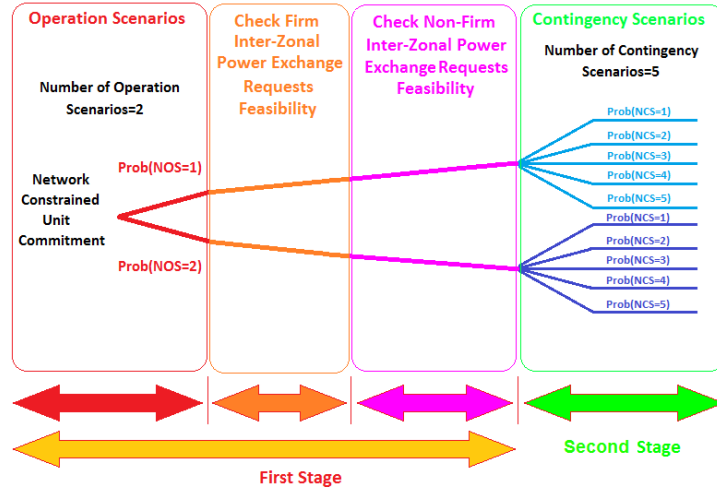 Operation Scenarios
Number of Operation
Scenarios=2
Network
Constrained
Unit
Commitment
Prob(NOS=1)
Prob(NOS=2)
Check Firm
Inter-Zonal
Power Exchange
Requests
Feasibility
Check Non-Firm
Inter-Zonal Power
Exchange Requests
Feasibility
Contingency Scenarios
Number of Contingency
Scenarios=5
Prob(NCS=1)
Prob(NCS=2)
Prob(NCS=3)
Prob(NCS=4)
Prob(NCS=5)
Prob(NCS=1)
Prob(NCS=2)
Prob(NCS=3)
Prob(NCS=4)
Prob(NCS=5)
First Stage
Second Stage